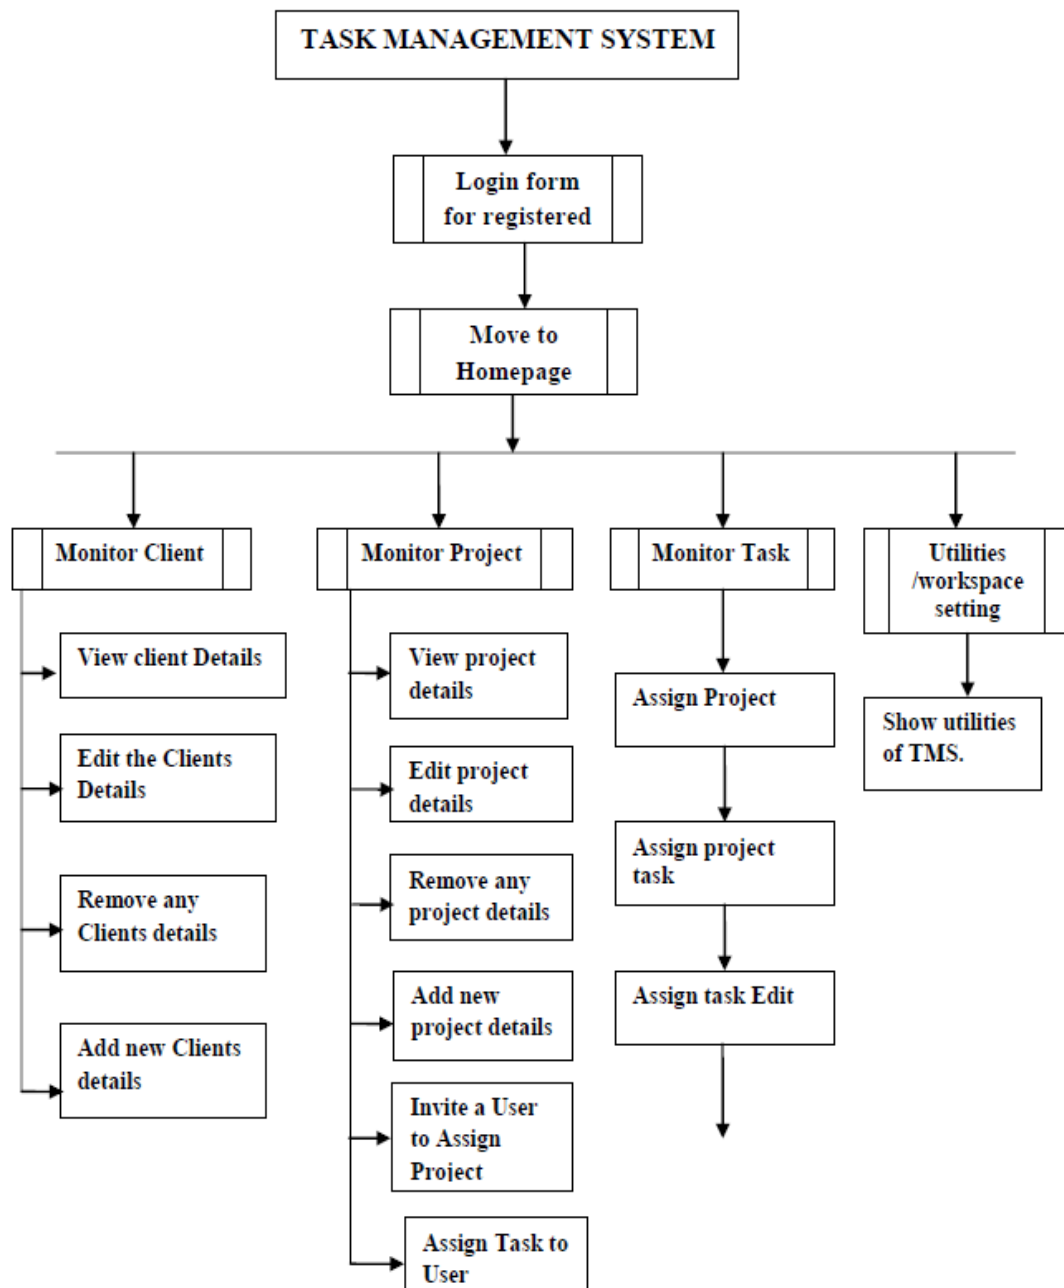 TASK MANAGEMENT SYSTEM
Login form
for registered
Move to
Homepage
Monitor Client
Monitor Project
Monitor Task
Utilities
/workspace
setting
View client Details
Edit the Clients
Details
Remove any
Clients details
Add new Clients
details
View project
details
Edit project
details
Remove any
project details
Add new
project details
Invite a User
to Assign
Project
Assign Task to
User
Assign Project
Assign project
task
Assign task Edit
Show utilities
of TMS.